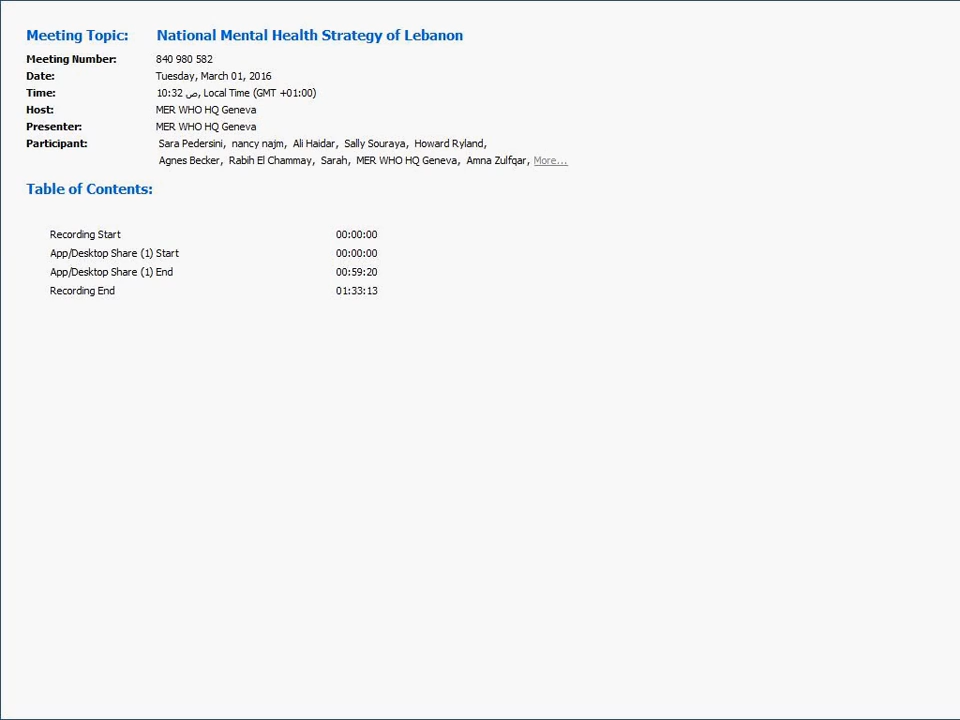 Meeting Topic: National Mental Health Strategy of Lebanon
Meeting Number: 840 980 582
Date: Tuesday, March 01, 2016
Time: 10:32 ص, Local Time (GMT +01:00)
Host: MER WHO HQ Geneva
Presenter: MER WHO HQ Geneva
Participant: Sara Pedersini, nancy najm, Ali Haidar, Sally Souraya, Howard Ryland,
Agnes Becker, Rabih El Chammay, Sarah, MER WHO HQ Geneva, Amna Zulfqar, More...
Table of Contents:
Recording Start 00:00:00
App/Desktop Share (1) Start 00:00:00
App/Desktop Share (1) End 00:59:20
Recording End 01:33:13